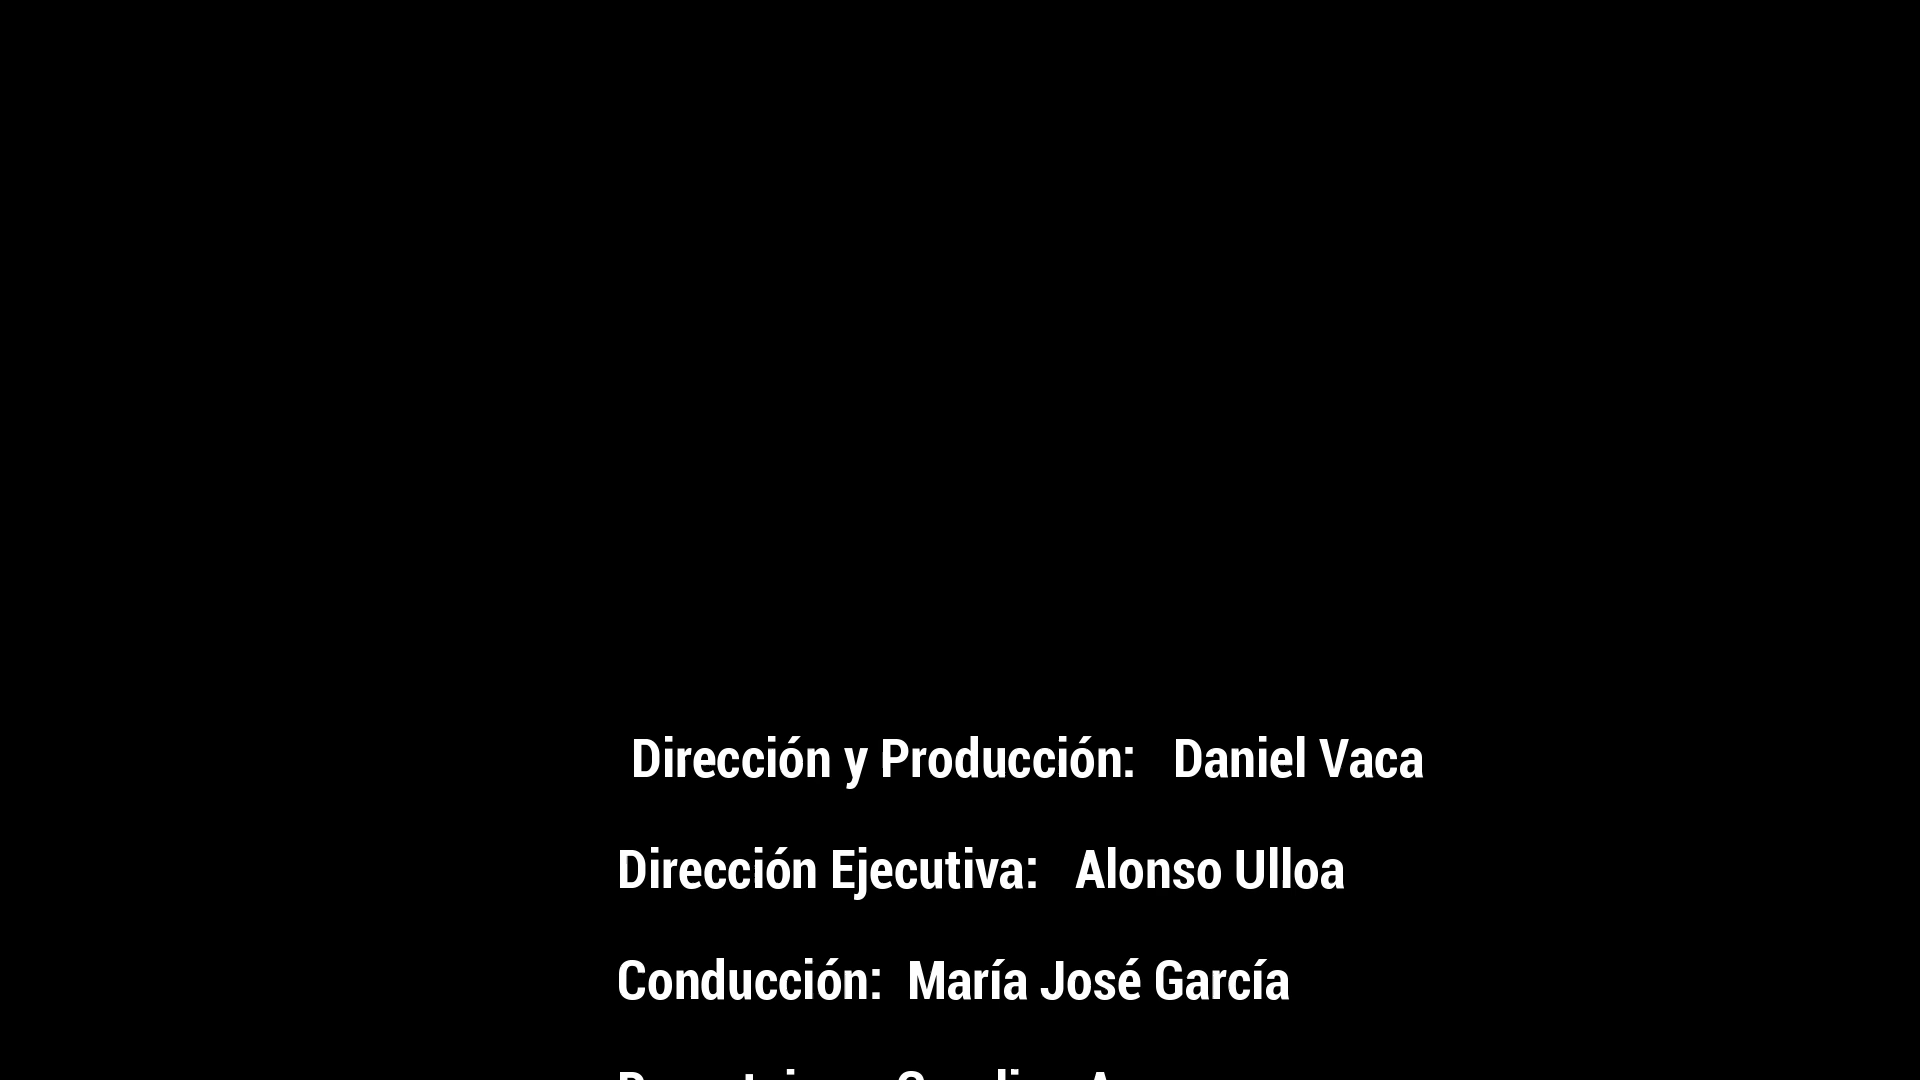 Dirección y Producción: Daniel Vaca
Dirección Ejecutiva: Alonso Ulloa
Conducción: María José García